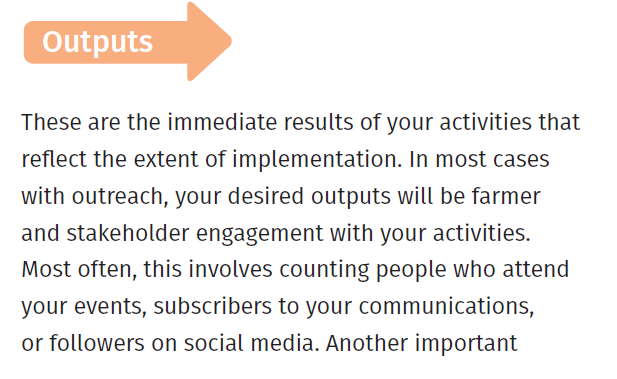 Outputs
These are the immediate results of your activities that
reflect the extent of implementation. In most cases
with outreach, your desired outputs will be farmer
and stakeholder engagement with your activities.
Most often, this involves counting people who attend
your events, subscribers to your communications,
or followers on social media. Another important